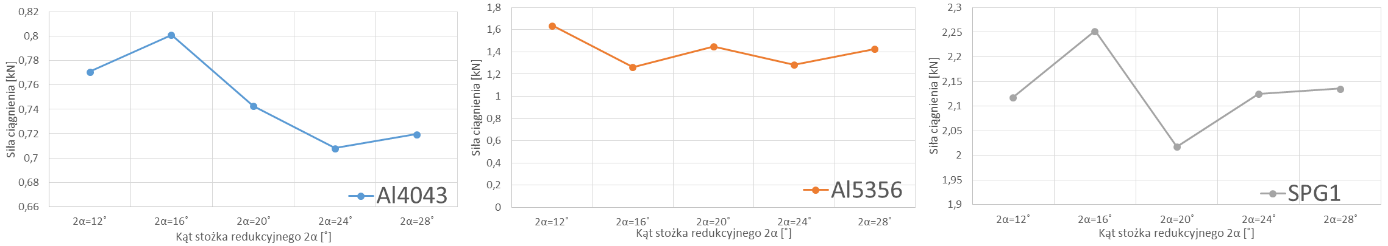 0,82
0,8
0,78
0,76
0,74
0,72
0,7
0,68
0,66
Siła ciągnienia [kN]
2α=12˚ 2α=16˚ 2α=20˚ 2α=24˚ 2α=28˚
Kąt stożka redukcyjnego 2α [˚]
Al4043
1,8
1,6
1,4
1,2
1
0,8
0,6
0,4
0,2
0
Siła ciągnienia [kN]
2α=12˚ 2α=16˚ 2α=20˚ 2α=24˚ 2α=28˚
Kąt stożka redukcyjnego 2α [˚]
Al5356
2,3
2,25
2,2
2,15
2,1
2,05
2
1,95
1,9
Siła ciągnienia [kN]
2α=12˚ 2α=16˚ 2α=20˚ 2α=24˚ 2α=28˚
Kąt stożka redukcyjnego 2α [˚]
SPG1